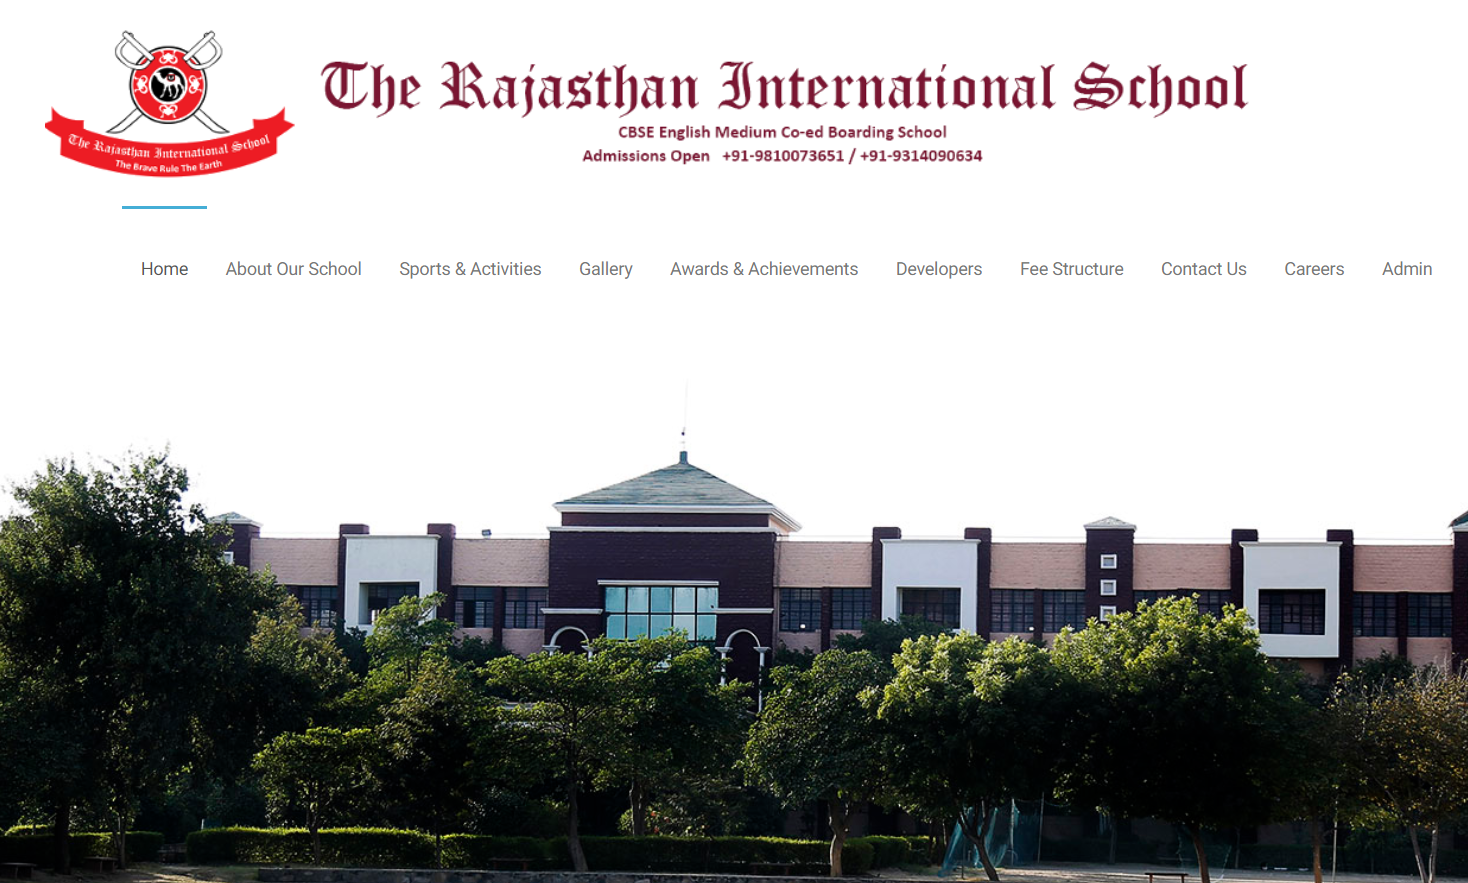 The Rajasthan International School
The Brave Rule The Earth
The Rajasthan International School
CBSE English Medium Co-ed Boarding School
Admissions Open +91-9810073651 / +91-9314090634
Home About Our School Sports & Activities Gallery Awards & Achievements Developers Fee Structure Contact Us Careers Admin